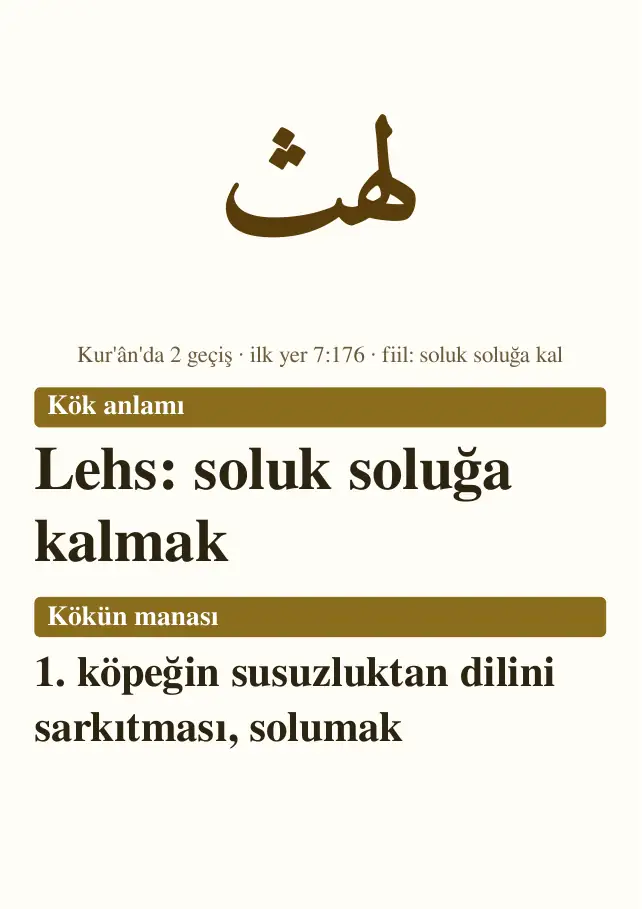 لهث
Kur'ân'da 2 geçiş · ilk yer 7:176 · fiil: soluk soluğa kal
Kök anlamı
Lehs: soluk soluğa
kalmak
Kökün manası
1. köpeğin susuzluktan dilini
sarkıtması, solumak